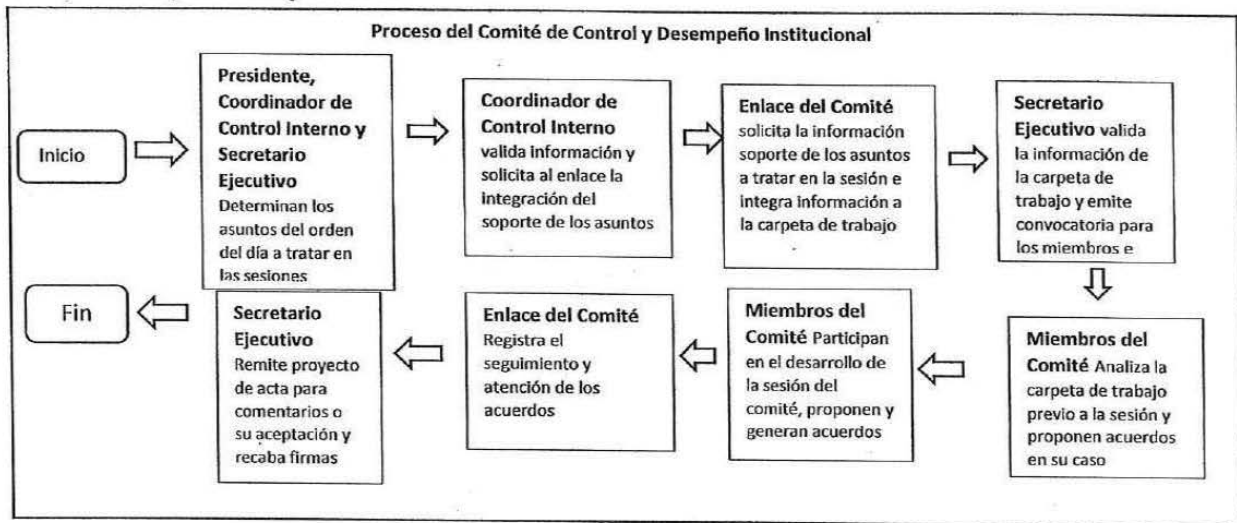 Proceso del Comité de Control y Desempeño Institucional
Inicio
Presidente,
Coordinador de
Control Interno y
Secretario
Ejecutivo
Determinan los
asuntos del orden
del día a tratar en
las sesiones
Coordinador de
Control Interno
valida información y
solicita al enlace la
integración del
soporte de los asuntos
Enlace del Comité
solicita la información
soporte de los asuntos
a tratar en la sesión e
integra información a
la carpeta de trabajo
Secretario
Ejecutivo valida
la información de
la carpeta de
trabajo y emite
convocatoria para
los miembros e
Miembros del
Comité Analiza la
carpeta de trabajo
previo a la sesión y
proponen acuerdos
en su caso
Miembros del
Comité Participan
en el desarrollo de
la sesión del
comité, proponen y
generan acuerdos
Enlace del Comité
Registra el
seguimiento y
atención de los
acuerdos
Secretario
Ejecutivo
Remite proyecto
de acta para
comentarios o
su aceptación y
recaba firmas
Fin